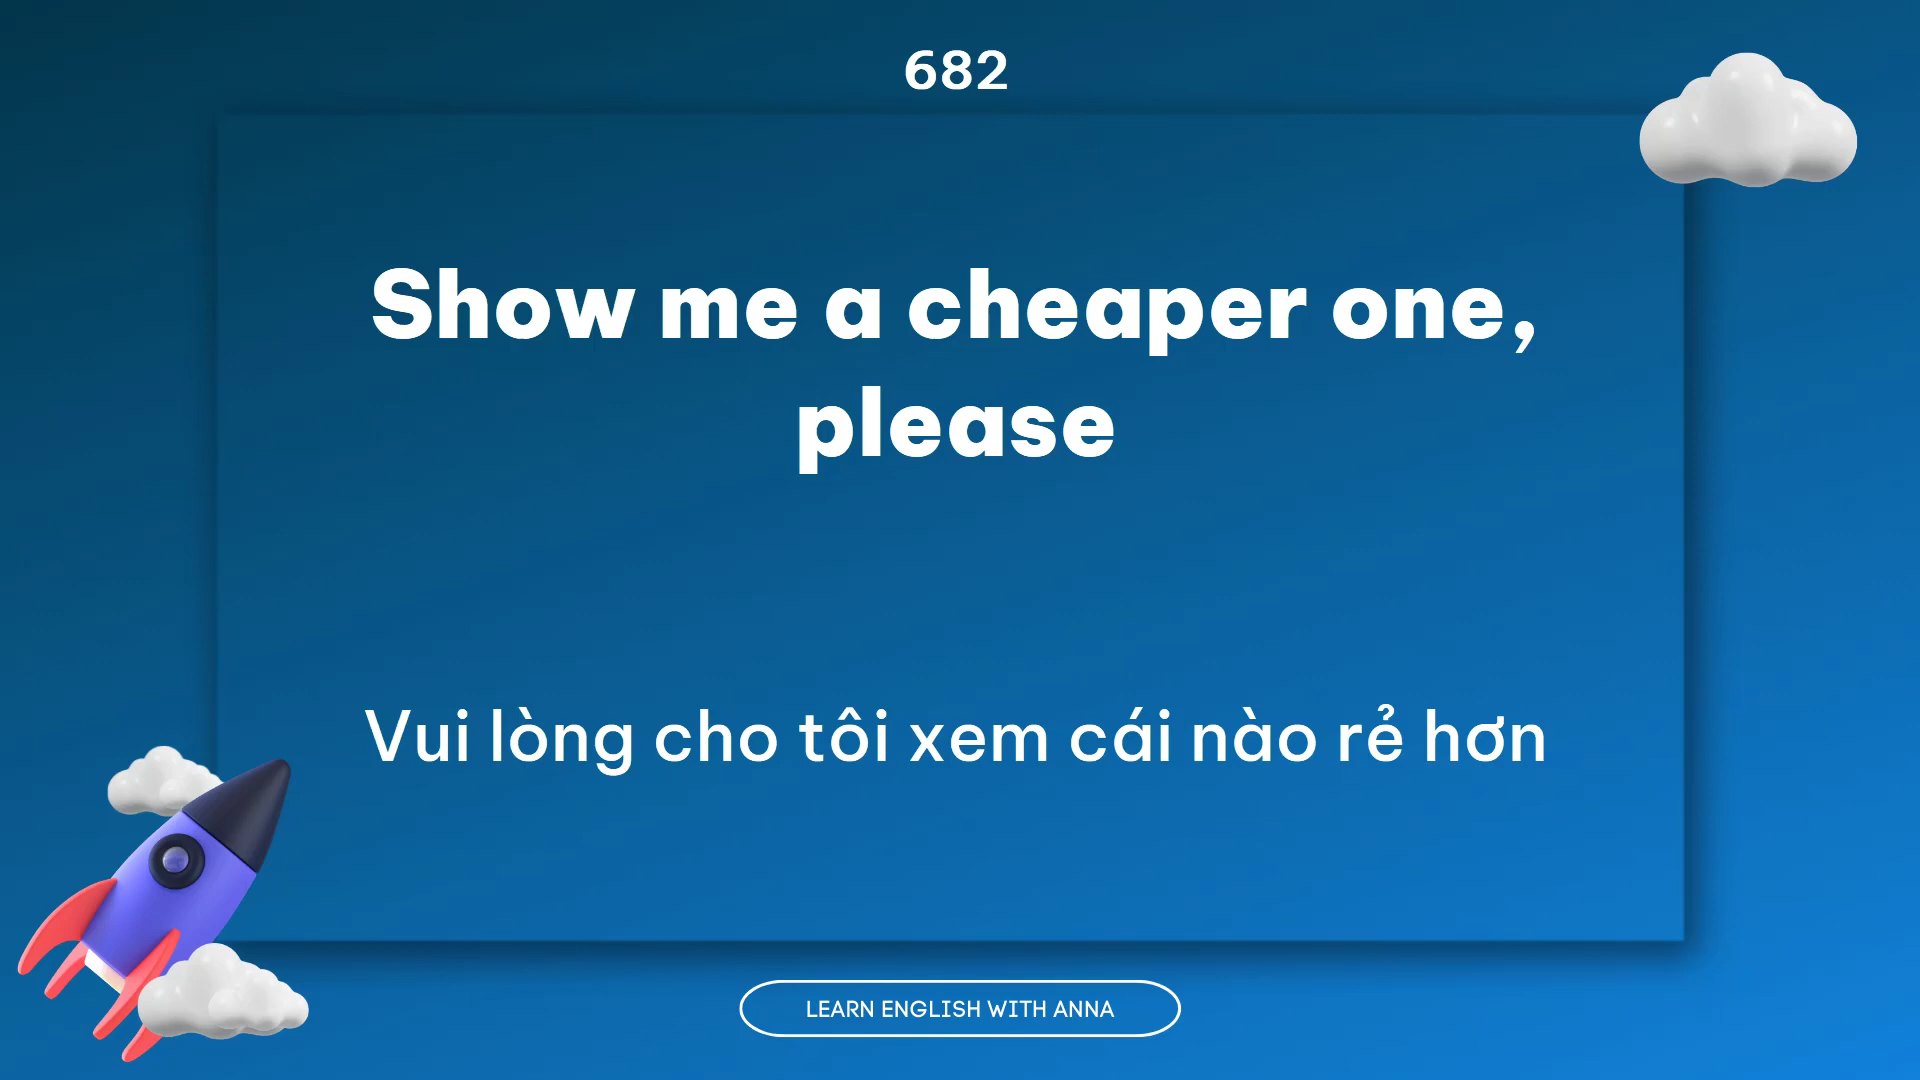 682
Show me a cheaper one,
please
Vui lòng cho tôi xem cái nào rẻ hơn
LEARN ENGLISH WITH ANNA